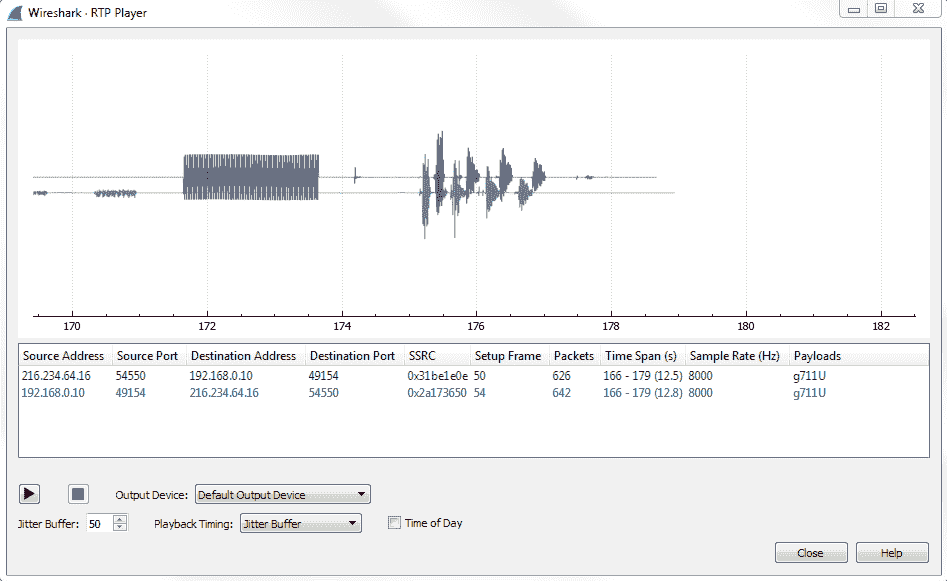 Wireshark · RTP Player
170 172 174 176 178 180 182
Source Address Source Port Destination Address Destination Port SSRC Setup Frame Packets Time Span (s) Sample Rate (Hz) Payloads
216.234.64.16 54550 192.168.0.10 49154 0x31be1e0e 50 626 166 - 179 (12.5) 8000 g711U
192.168.0.10 49154 216.234.64.16 54550 0x2a173650 54 642 166 - 179 (12.8) 8000 g711U
Output Device: Default Output Device
Jitter Buffer: 50 Playback Timing: Jitter Buffer Time of Day
Close Help